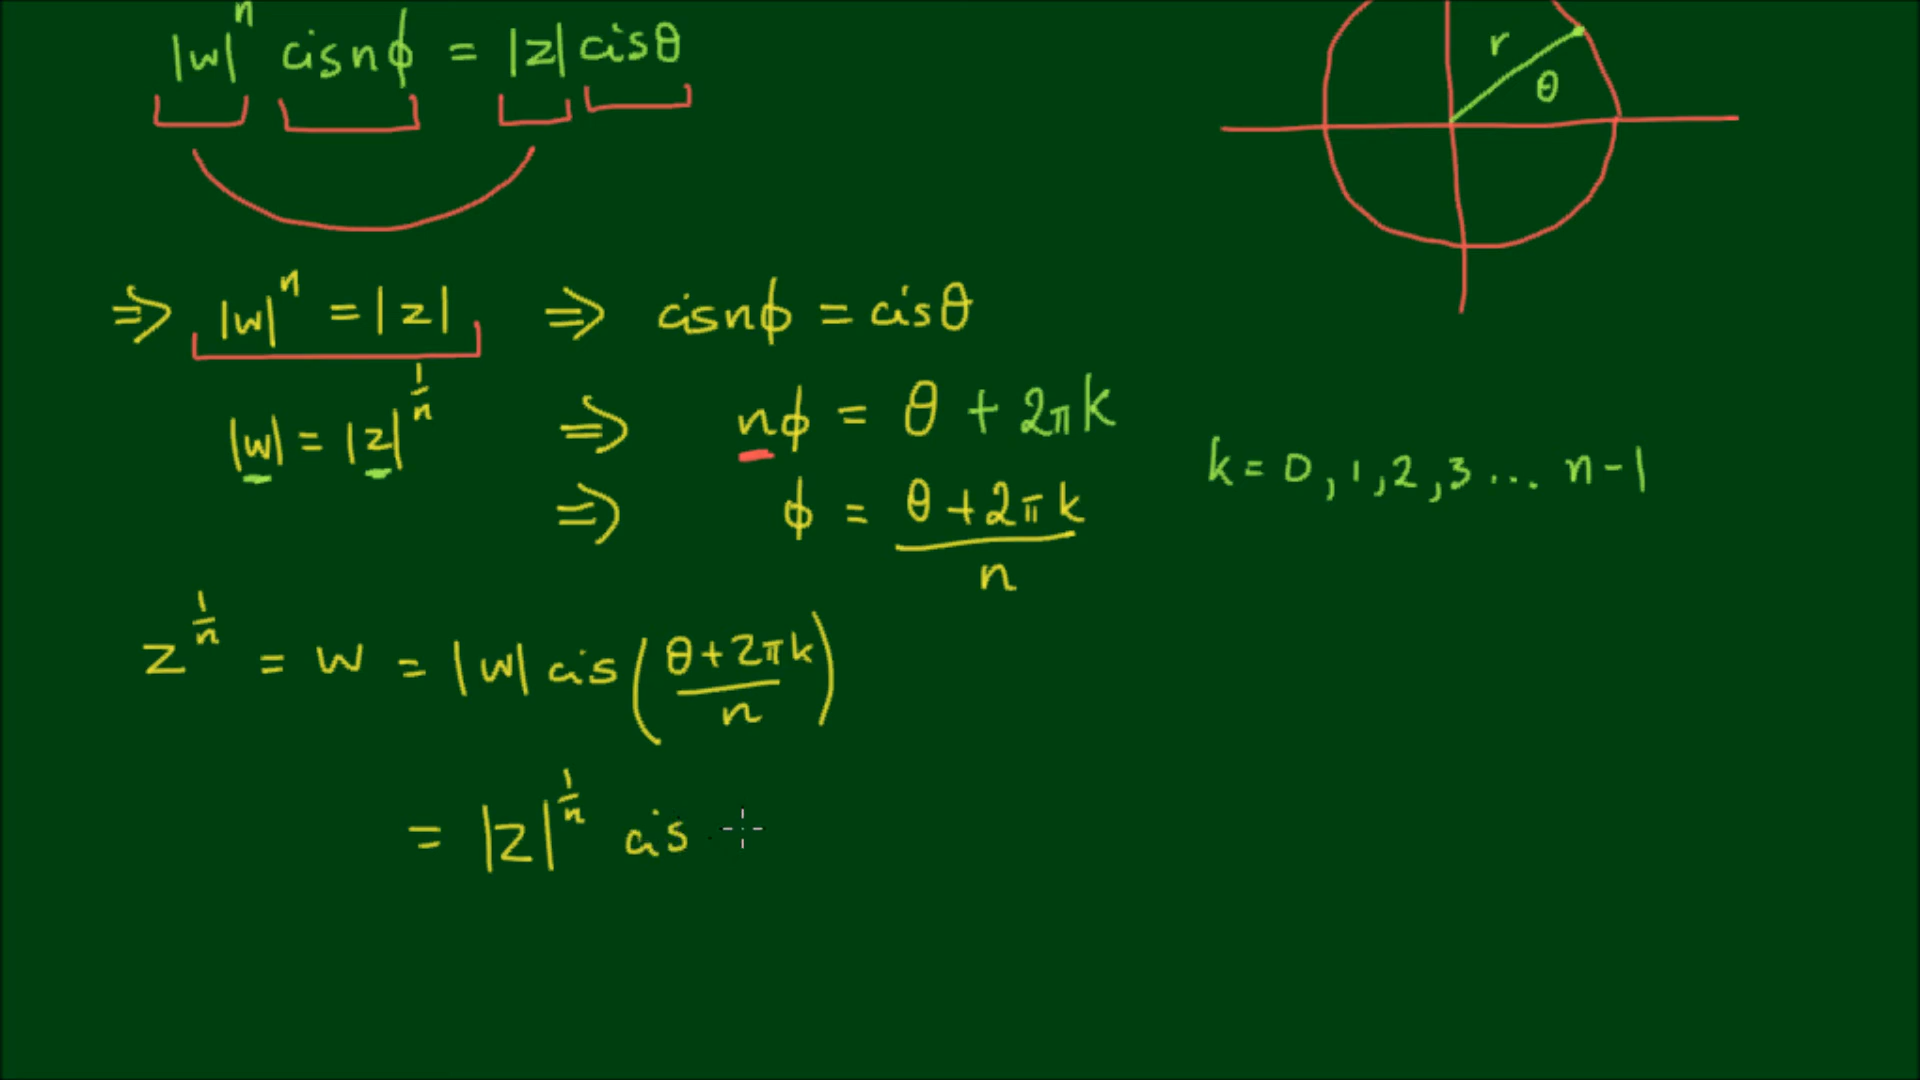 |w|^n cisnϕ = |z| cisθ
r
θ
⇒ |w|^n = |z| ⇒ cisnϕ = cisθ
|w| = |z|^(1/n) ⇒ nϕ = θ + 2πk
k = 0, 1, 2, 3 ... n-1
⇒ ϕ = (θ+2πk)/n
z^(1/n) = w = |w| cis((θ+2πk)/n)
= |z|^(1/n) cis